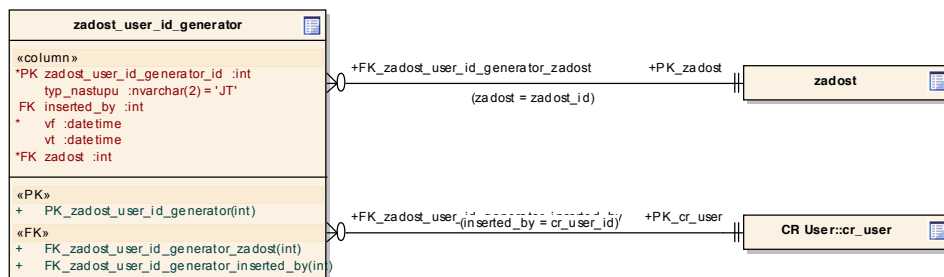 zadost_user_id_generator
«column»
*PK zadost_user_id_generator_id :int
typ_nastupu :nvarchar(2) = 'JT'
FK inserted_by :int
* vf :datetime
vt :datetime
*FK zadost :int
«PK»
+ PK_zadost_user_id_generator(int)
«FK»
+ FK_zadost_user_id_generator_zadost(int)
+ FK_zadost_user_id_generator_inserted_by(int)
+FK_zadost_user_id_generator_zadost
+PK_zadost
(zadost = zadost_id)
zadost
+FK_zadost_user_id_generator_inserted_by
+PK_cr_user
(inserted_by = cr_user_id)
CR User::cr_user